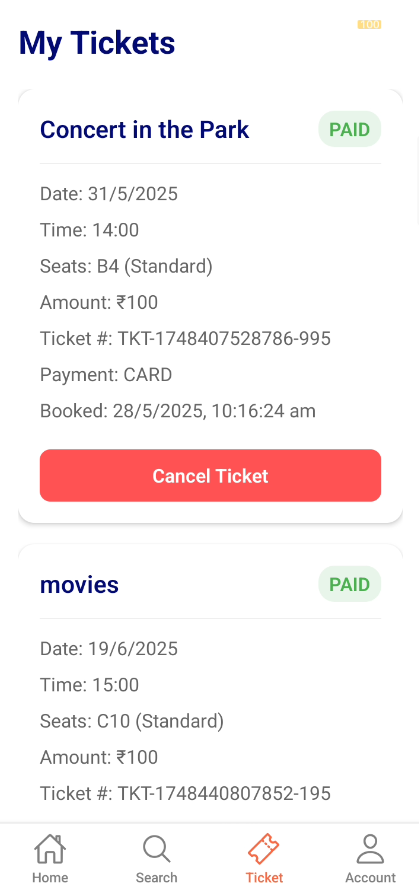 100
My Tickets
Concert in the Park
PAID
Date: 31/5/2025
Time: 14:00
Seats: B4 (Standard)
Amount: ₹100
Ticket #: TKT-1748407528786-995
Payment: CARD
Booked: 28/5/2025, 10:16:24 am
Cancel Ticket
movies
PAID
Date: 19/6/2025
Time: 15:00
Seats: C10 (Standard)
Amount: ₹100
Ticket #: TKT-1748440807852-195
Home
Search
Ticket
Account